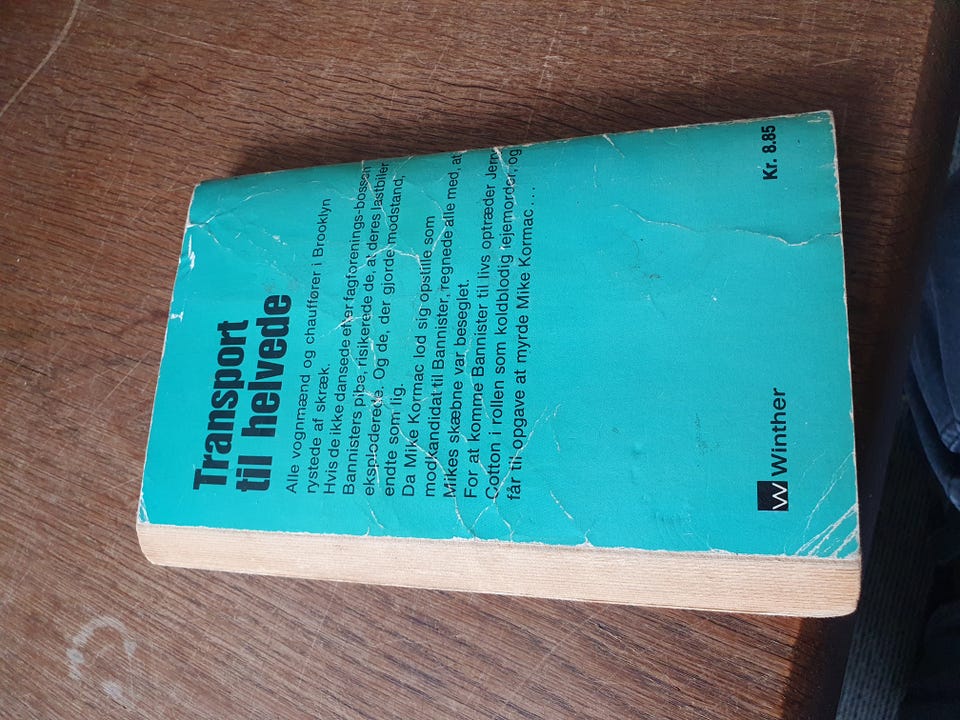 Transport
til helvede
Alle vognmænd og chauffører i Brooklyn
rystede af skræk.
Hvis de ikke dansede efter fagforenings-bossen
Bannisters pibe, risikerede de, at deres lastbiler
eksploderede. Og de, der gjorde modstand,
endte som lig.
Da Mike Kormac lod sig opstille som
modkandidat til Bannister, regnede alle med, at
Mikes skæbne var beseglet.
For at komme Bannister til livs optræder Jerry
Cotton i rollen som koldblodig lejemorder, og
får til opgave at myrde Mike Kormac....
W Winther
Kr. 8.85